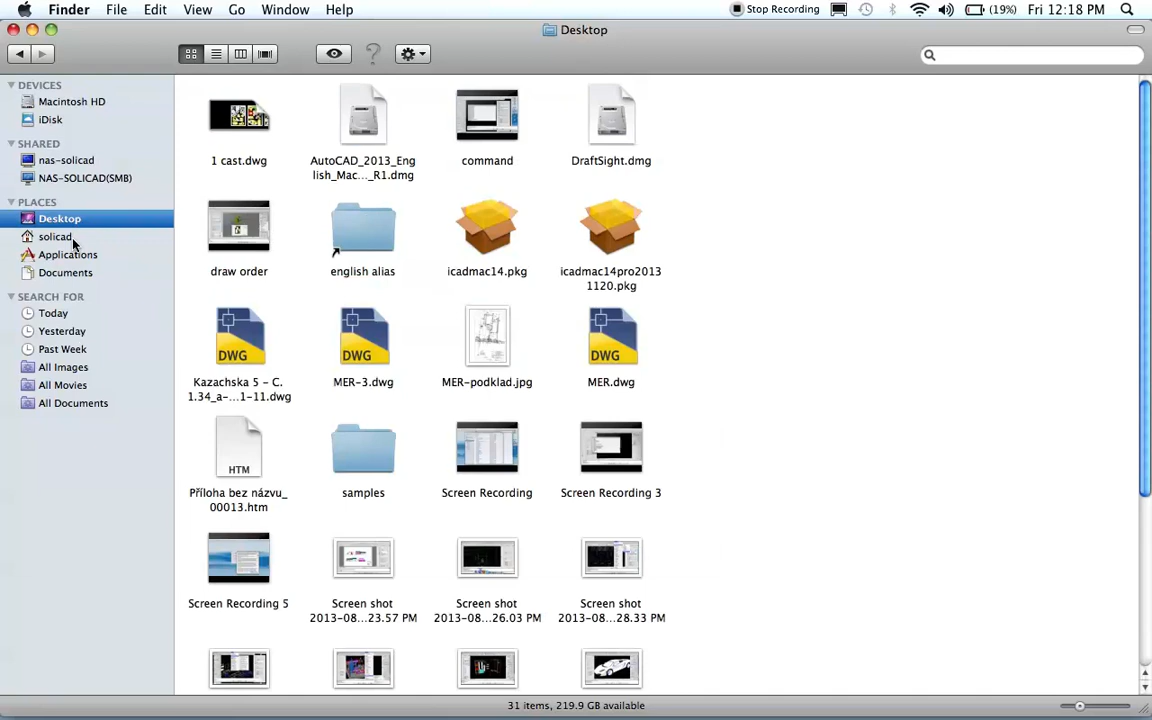 Finder File Edit View Go Window Help Stop Recording (19%) Fri 12:18 PM
Desktop
DEVICES
Macintosh HD
iDisk
SHARED
nas-solicad
NAS-SOLICAD(SMB)
PLACES
Desktop
solicad
Applications
Documents
SEARCH FOR
Today
Yesterday
Past Week
All Images
All Movies
All Documents
1 cast.dwg
AutoCAD_2013_Eng
lish_Mac..._R1.dmg
command
DraftSight.dmg
draw order
english alias
icadmac14.pkg
icadmac14pro2013
1120.pkg
DWG
Kazachska 5 - C.
1.34_a-...1-11.dwg
DWG
MER-3.dwg
MER-podklad.jpg
DWG
MER.dwg
HTM
Příloha bez názvu_
00013.htm
samples
Screen Recording
Screen Recording 3
Screen Recording 5
Screen shot
2013-08...23.57 PM
Screen shot
2013-08...26.03 PM
Screen shot
2013-08...28.33 PM
31 items, 219.9 GB available